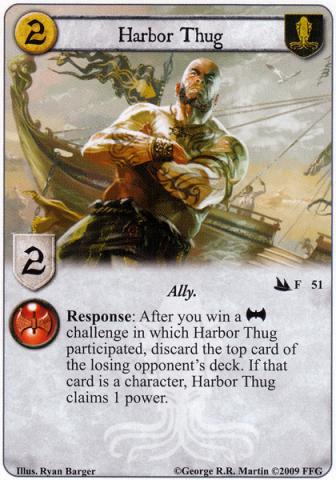 2
Harbor Thug
2
Ally.
F 51
Response: After you win a
challenge in which Harbor Thug
participated, discard the top card of
the losing opponent's deck. If that
card is a character, Harbor Thug
claims 1 power.
Illus. Ryan Barger
©George R.R. Martin ©2009 FFG